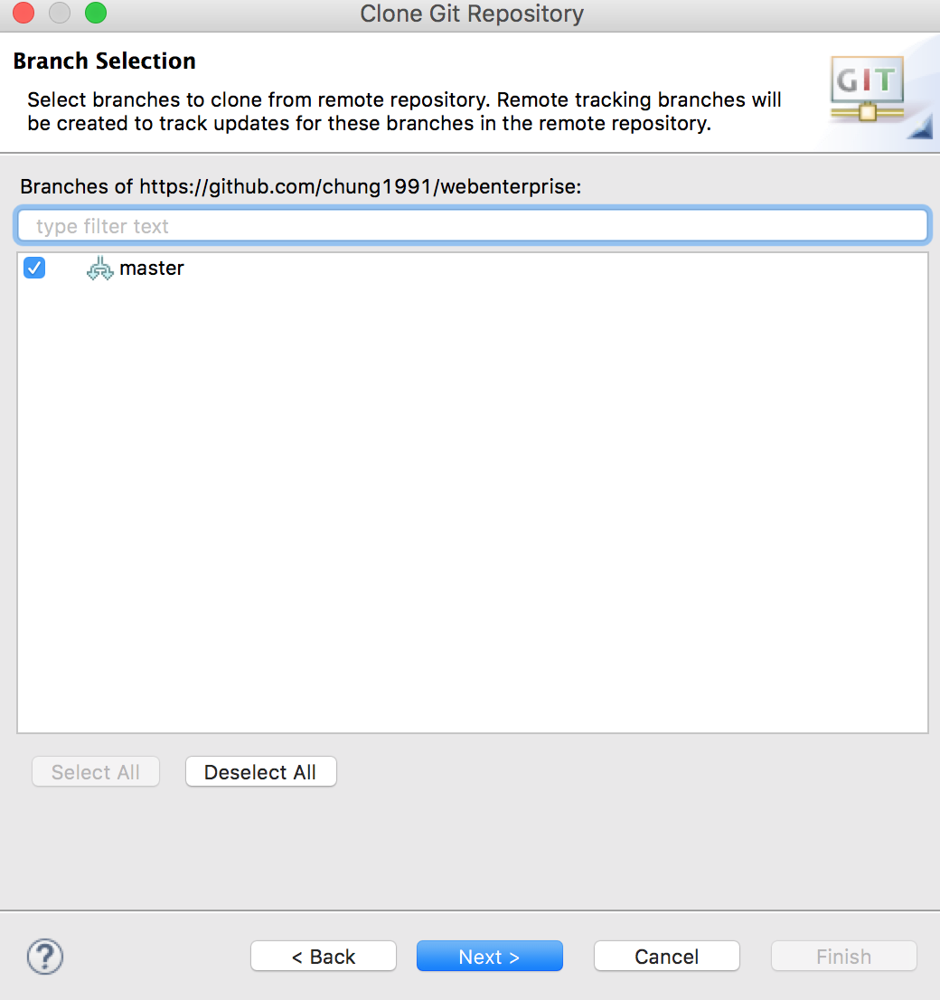 Clone Git Repository
Branch Selection
Select branches to clone from remote repository. Remote tracking branches will
be created to track updates for these branches in the remote repository.
GIT
Branches of https://github.com/chung1991/webenterprise:
type filter text
master
Select All
Deselect All
?
< Back
Next >
Cancel
Finish